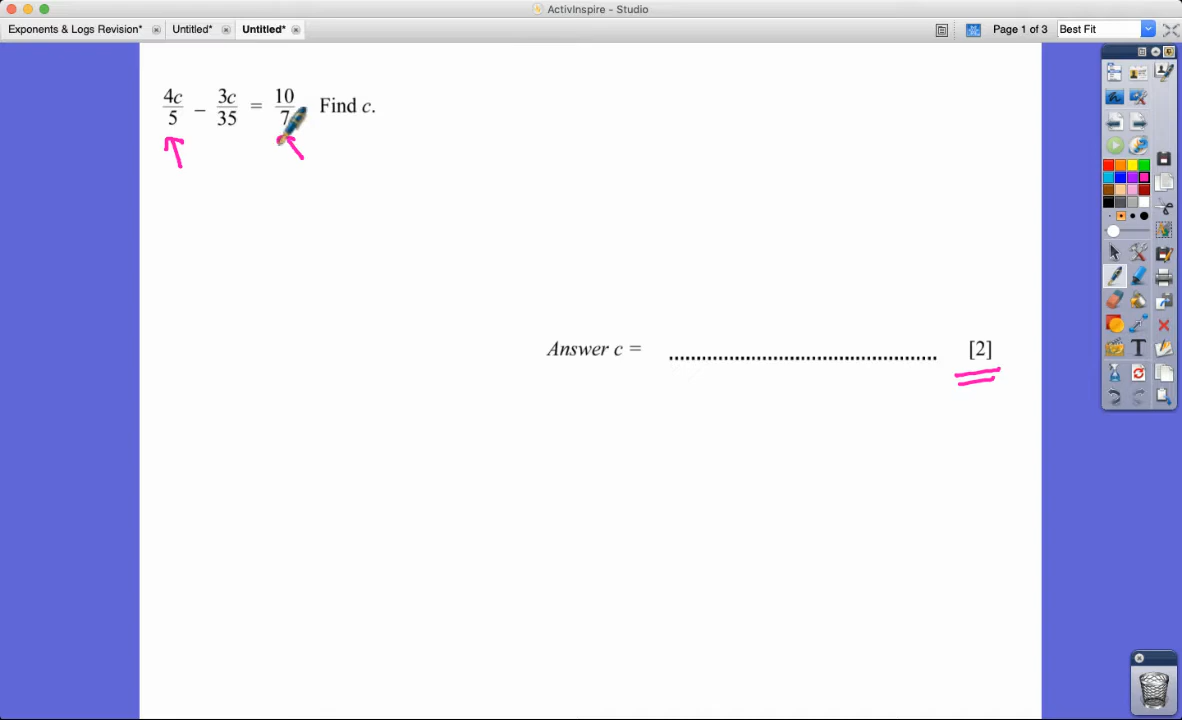 ActivInspire - Studio
Exponents & Logs Revision* Untitled* Untitled* Page 1 of 3 Best Fit
4c/5 – 3c/35 = 10/7 Find c.
Answer c = ................................................ [2]
T